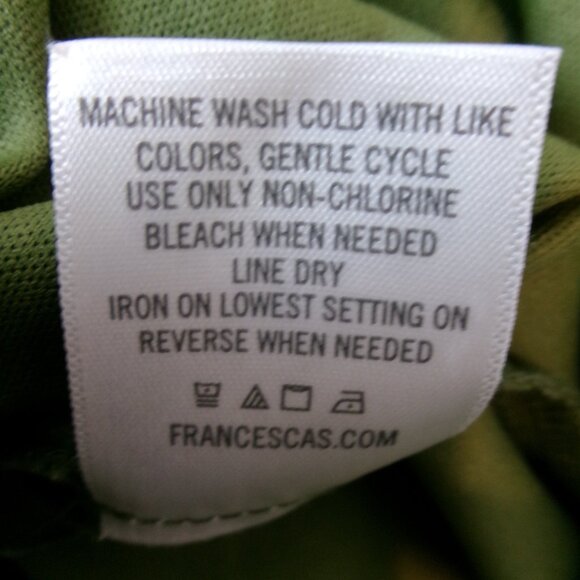 MACHINE WASH COLD WITH LIKE
COLORS, GENTLE CYCLE
USE ONLY NON-CHLORINE
BLEACH WHEN NEEDED
LINE DRY
IRON ON LOWEST SETTING ON
REVERSE WHEN NEEDED
FRANCESCAS.COM